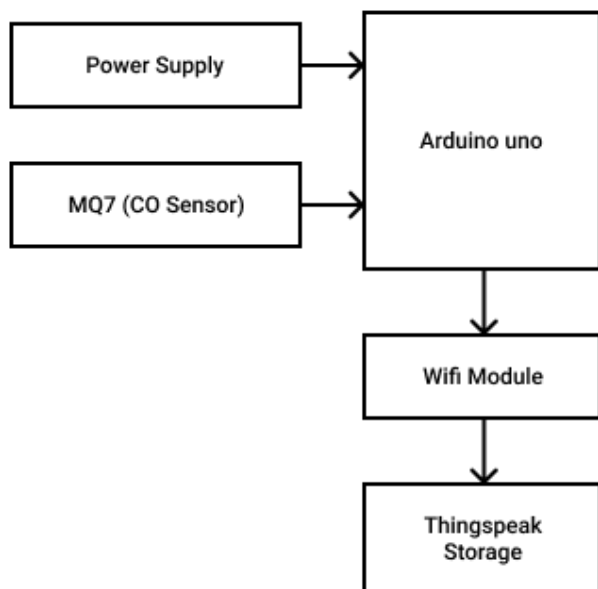 Power Supply
Arduino uno
MQ7 (CO Sensor)
Wifi Module
Thingspeak
Storage